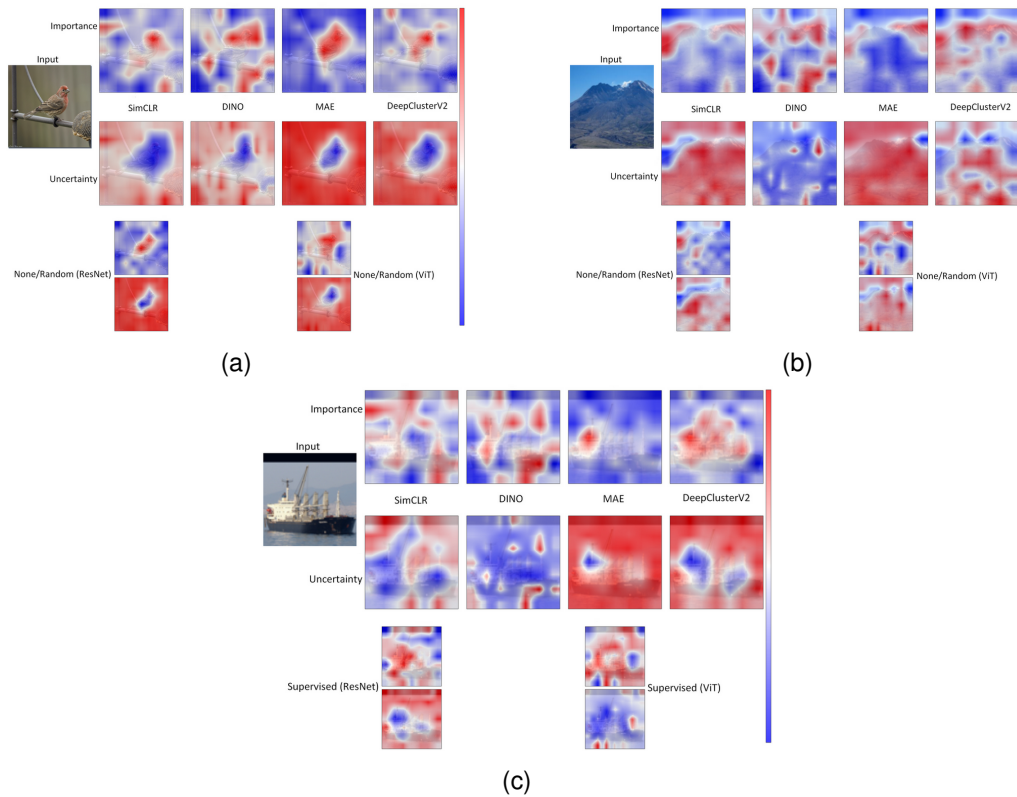 Importance
Input
SimCLR DINO MAE DeepClusterV2
Uncertainty
None/Random (ResNet) None/Random (ViT)
(a)
Importance
Input
SimCLR DINO MAE DeepClusterV2
Uncertainty
None/Random (ResNet) None/Random (ViT)
(b)
Importance
Input
SimCLR DINO MAE DeepClusterV2
Uncertainty
Supervised (ResNet) Supervised (ViT)
(c)